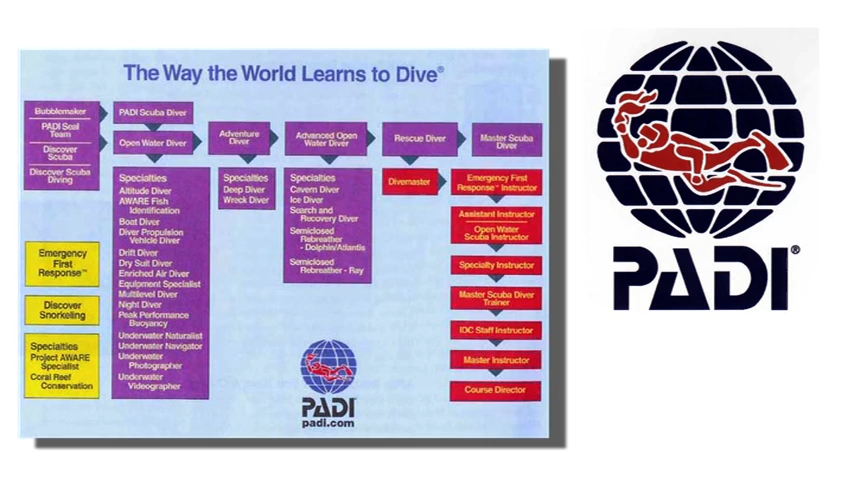 The Way the World Learns to Dive®
Bubblemaker
PADI Seal
Team
Discover
Scuba
Discover Scuba
Diving
PADI Scuba Diver
Open Water Diver
Adventure
Diver
Advanced Open
Water Diver
Rescue Diver
Master Scuba
Diver
Specialties
Altitude Diver
AWARE Fish
Identification
Boat Diver
Diver Propulsion
Vehicle Diver
Drift Diver
Dry Suit Diver
Enriched Air Diver
Equipment Specialist
Multilevel Diver
Night Diver
Peak Performance
Buoyancy
Underwater Naturalist
Underwater Navigator
Underwater
Photographer
Underwater
Videographer
Specialties
Deep Diver
Wreck Diver
Specialties
Cavern Diver
Ice Diver
Search and
Recovery Diver
Semiclosed
Rebreather
- Dolphin/Atlantis
Semiclosed
Rebreather - Ray
Divemaster
Emergency First
Response™ Instructor
Assistant Instructor
Open Water
Scuba Instructor
Specialty Instructor
Master Scuba Diver
Trainer
IDC Staff Instructor
Master Instructor
Course Director
Emergency
First
Response™
Discover
Snorkeling
Specialties
Project AWARE
Specialist
Coral Reef
Conservation
PADI
padi.com
PADI®